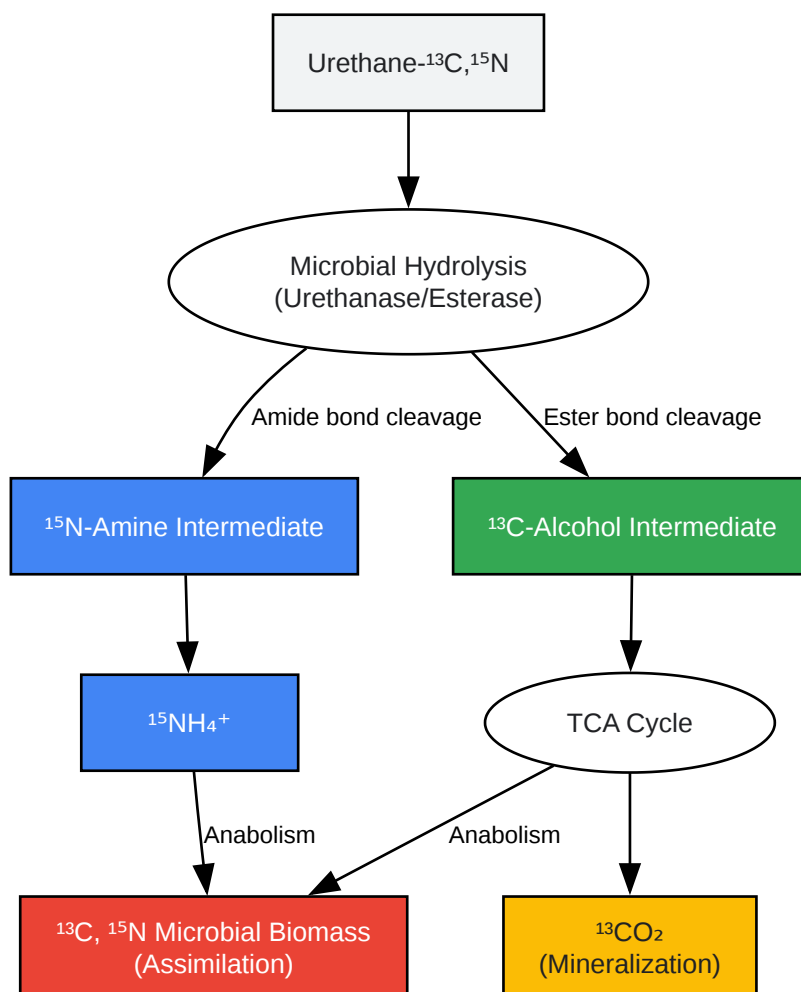 Urethane-¹³C,¹⁵N
Microbial Hydrolysis
(Urethanase/Esterase)
Amide bond cleavage
Ester bond cleavage
¹⁵N-Amine Intermediate
¹³C-Alcohol Intermediate
¹⁵NH₄⁺
TCA Cycle
Anabolism
Anabolism
¹³C, ¹⁵N Microbial Biomass
(Assimilation)
¹³CO₂
(Mineralization)